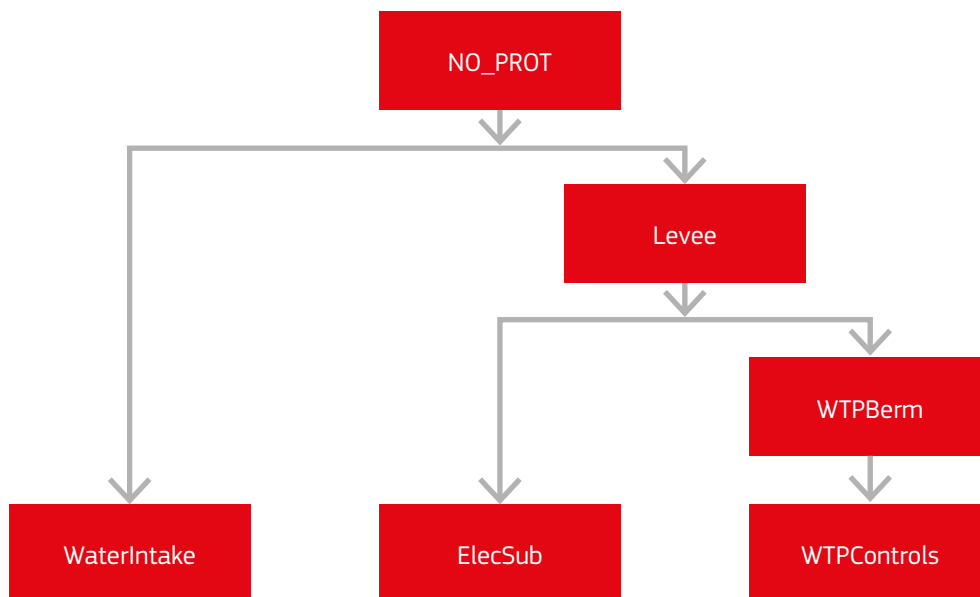 NO_PROT
Levee
WTPBerm
WaterIntake
ElecSub
WTPControls